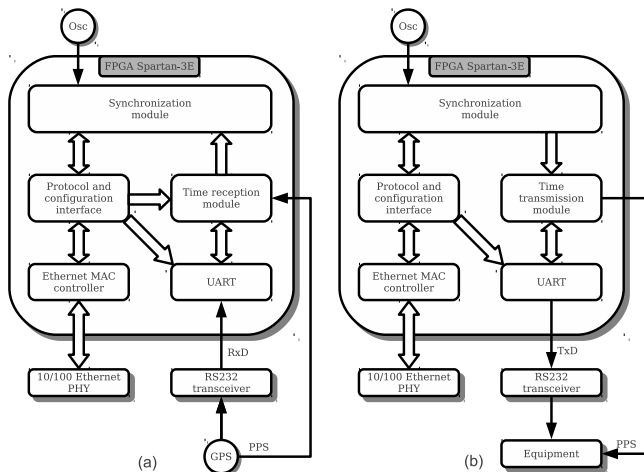 Osc
FPGA Spartan-3E
Synchronization
module
Protocol and
configuration
interface
Time reception
module
Ethernet MAC
controller
UART
RxD
10/100 Ethernet
PHY
RS232
transceiver
GPS
PPS
(a)
Osc
FPGA Spartan-3E
Synchronization
module
Protocol and
configuration
interface
Time
transmission
module
Ethernet MAC
controller
UART
TxD
10/100 Ethernet
PHY
RS232
transceiver
Equipment
PPS
(b)